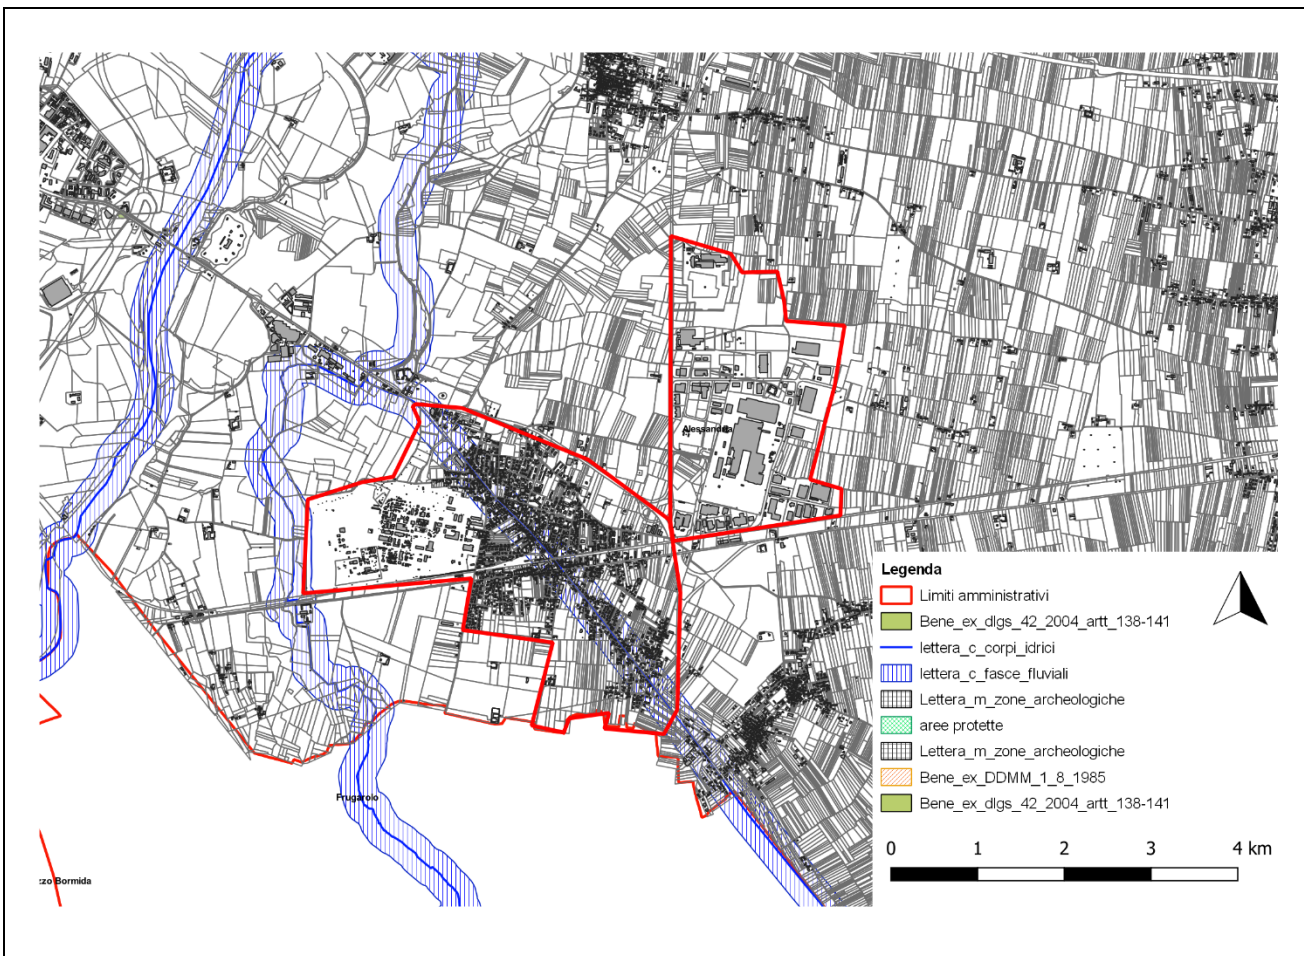 Alessandria
Legenda
Limiti amministrativi
Bene_ex_dlgs_42_2004_artt_138-141
lettera_c_corpi_idrici
lettera_c_fasce_fluviali
Lettera_m_zone_archeologiche
aree protette
Lettera_m_zone_archeologiche
Bene_ex_DDMM_1_8_1985
Bene_ex_dlgs_42_2004_artt_138-141
Frugarolo
0 1 2 3 4 km
zzo Bormida